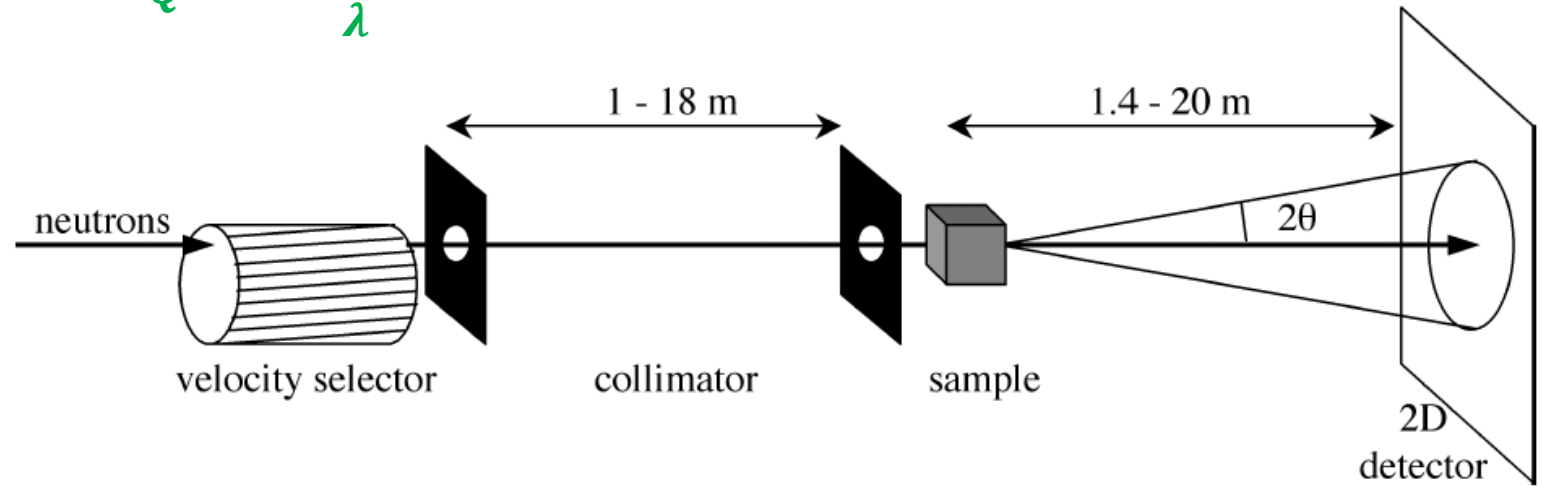 Q
λ
1 - 18 m
1.4 - 20 m
neutrons
2θ
velocity selector
collimator
sample
2D
detector